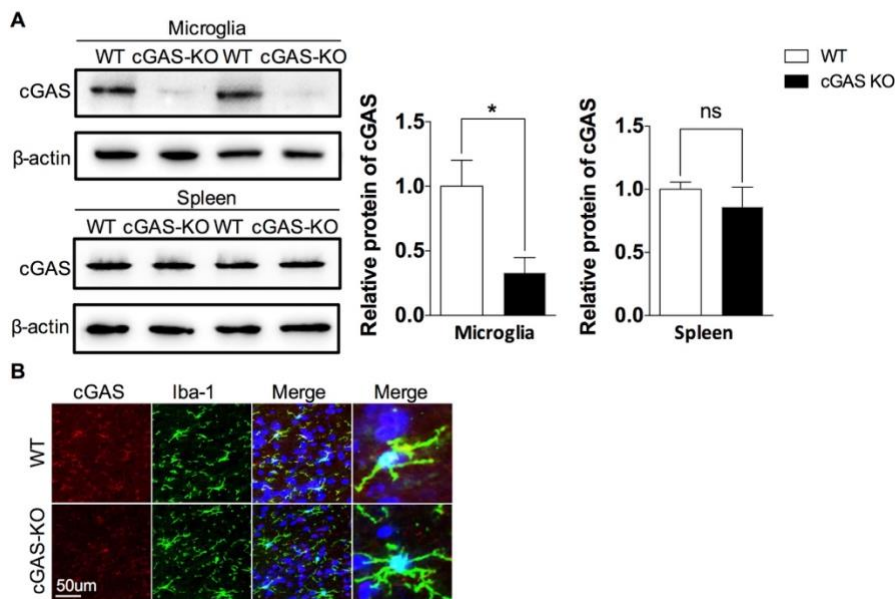 A
Microglia
WT cGAS-KO WT cGAS-KO
cGAS
β-actin
Spleen
WT cGAS-KO WT cGAS-KO
cGAS
β-actin
Relative protein of cGAS
1.5
1.0
0.5
0.0
*
Microglia
Relative protein of cGAS
1.5
1.0
0.5
0.0
ns
Spleen
WT
cGAS KO
B
cGAS Iba-1 Merge Merge
WT
cGAS-KO
50um